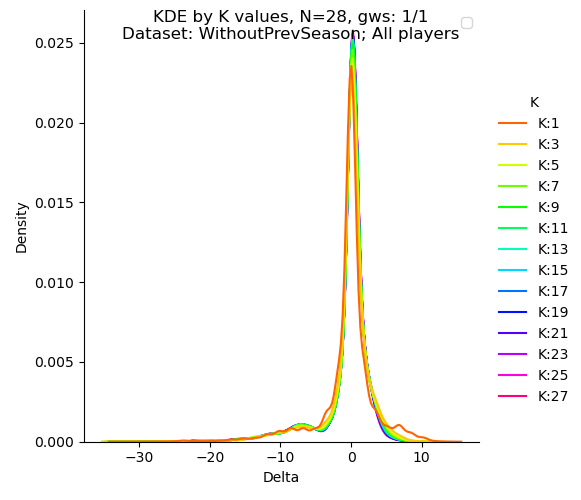 KDE by K values, N=28, gws: 1/1
Dataset: WithoutPrevSeason; All players
0.025
0.020
0.015
0.010
0.005
0.000
Density
−30
−20
−10
0
10
Delta
K
K:1
K:3
K:5
K:7
K:9
K:11
K:13
K:15
K:17
K:19
K:21
K:23
K:25
K:27